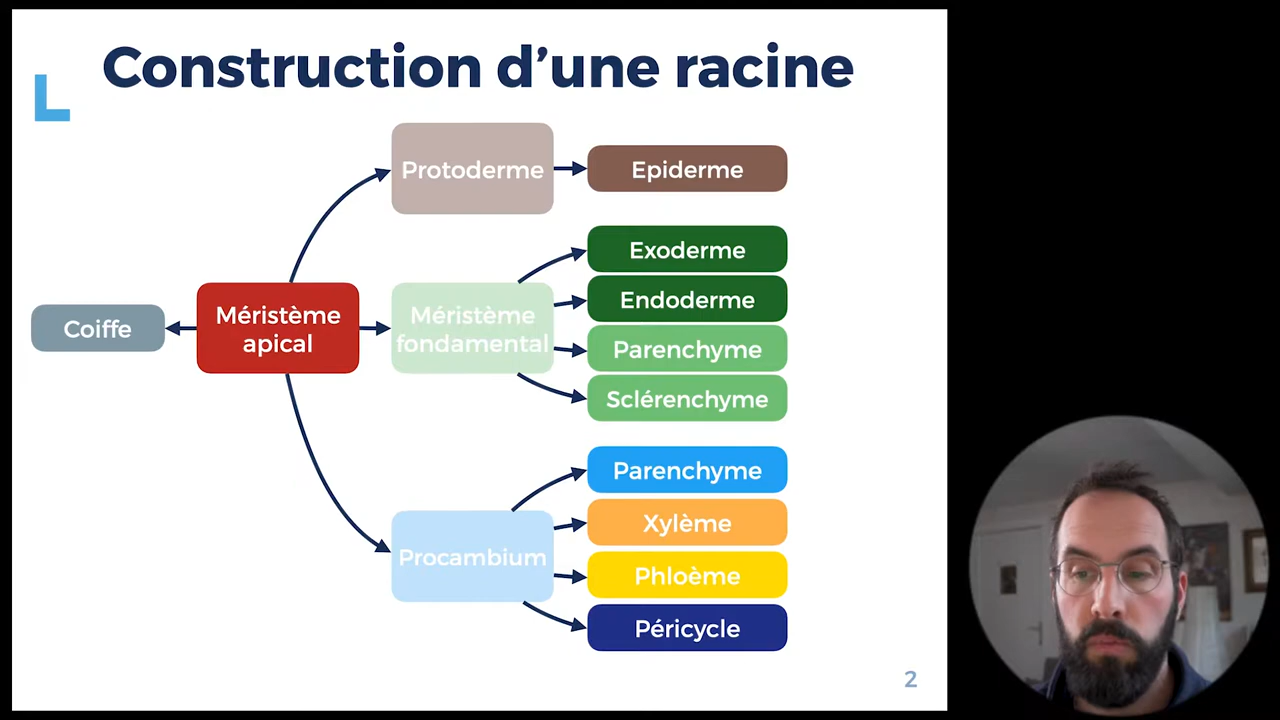 Construction d’une racine
Protoderme
Epiderme
Exoderme
Endoderme
Coiffe
Méristème
apical
Méristème
fondamental
Parenchyme
Sclérenchyme
Parenchyme
Xylème
Procambium
Phloème
Péricycle
2